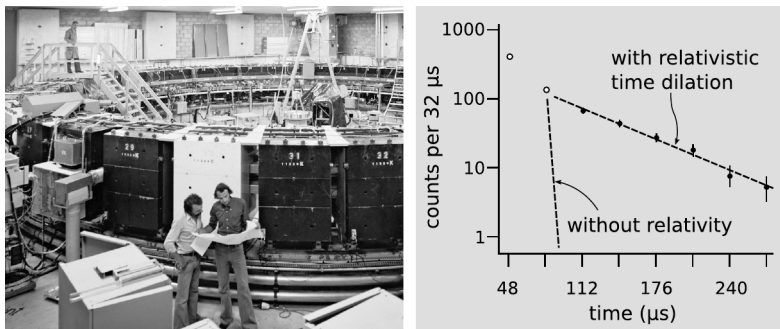 29
31
32
1000
100
10
1
counts per 32 µs
with relativistic
time dilation
without relativity
48
112
176
240
time (µs)